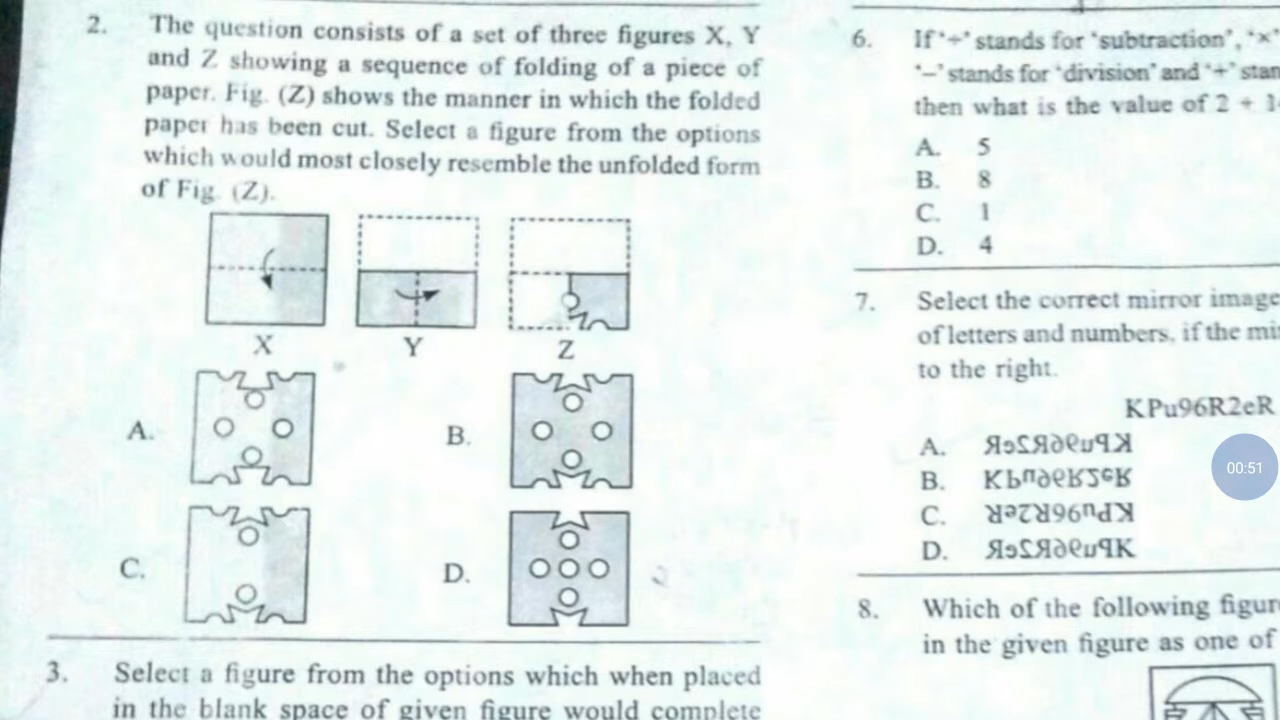 2. The question consists of a set of three figures X, Y
and Z showing a sequence of folding of a piece of
paper. Fig. (Z) shows the manner in which the folded
paper has been cut. Select a figure from the options
which would most closely resemble the unfolded form
of Fig. (Z).
X Y Z
A. B.
C. D.
3. Select a figure from the options which when placed
in the blank space of given figure would complete
6. If '÷' stands for 'subtraction', '×'
'–' stands for 'division' and '+' stan
then what is the value of 2 + 1
A. 5
B. 8
C. 1
D. 4
7. Select the correct mirror image
of letters and numbers, if the mi
to the right.
KPu96R2eR
A.
B.
C.
D.
00:51
8. Which of the following figur
in the given figure as one of